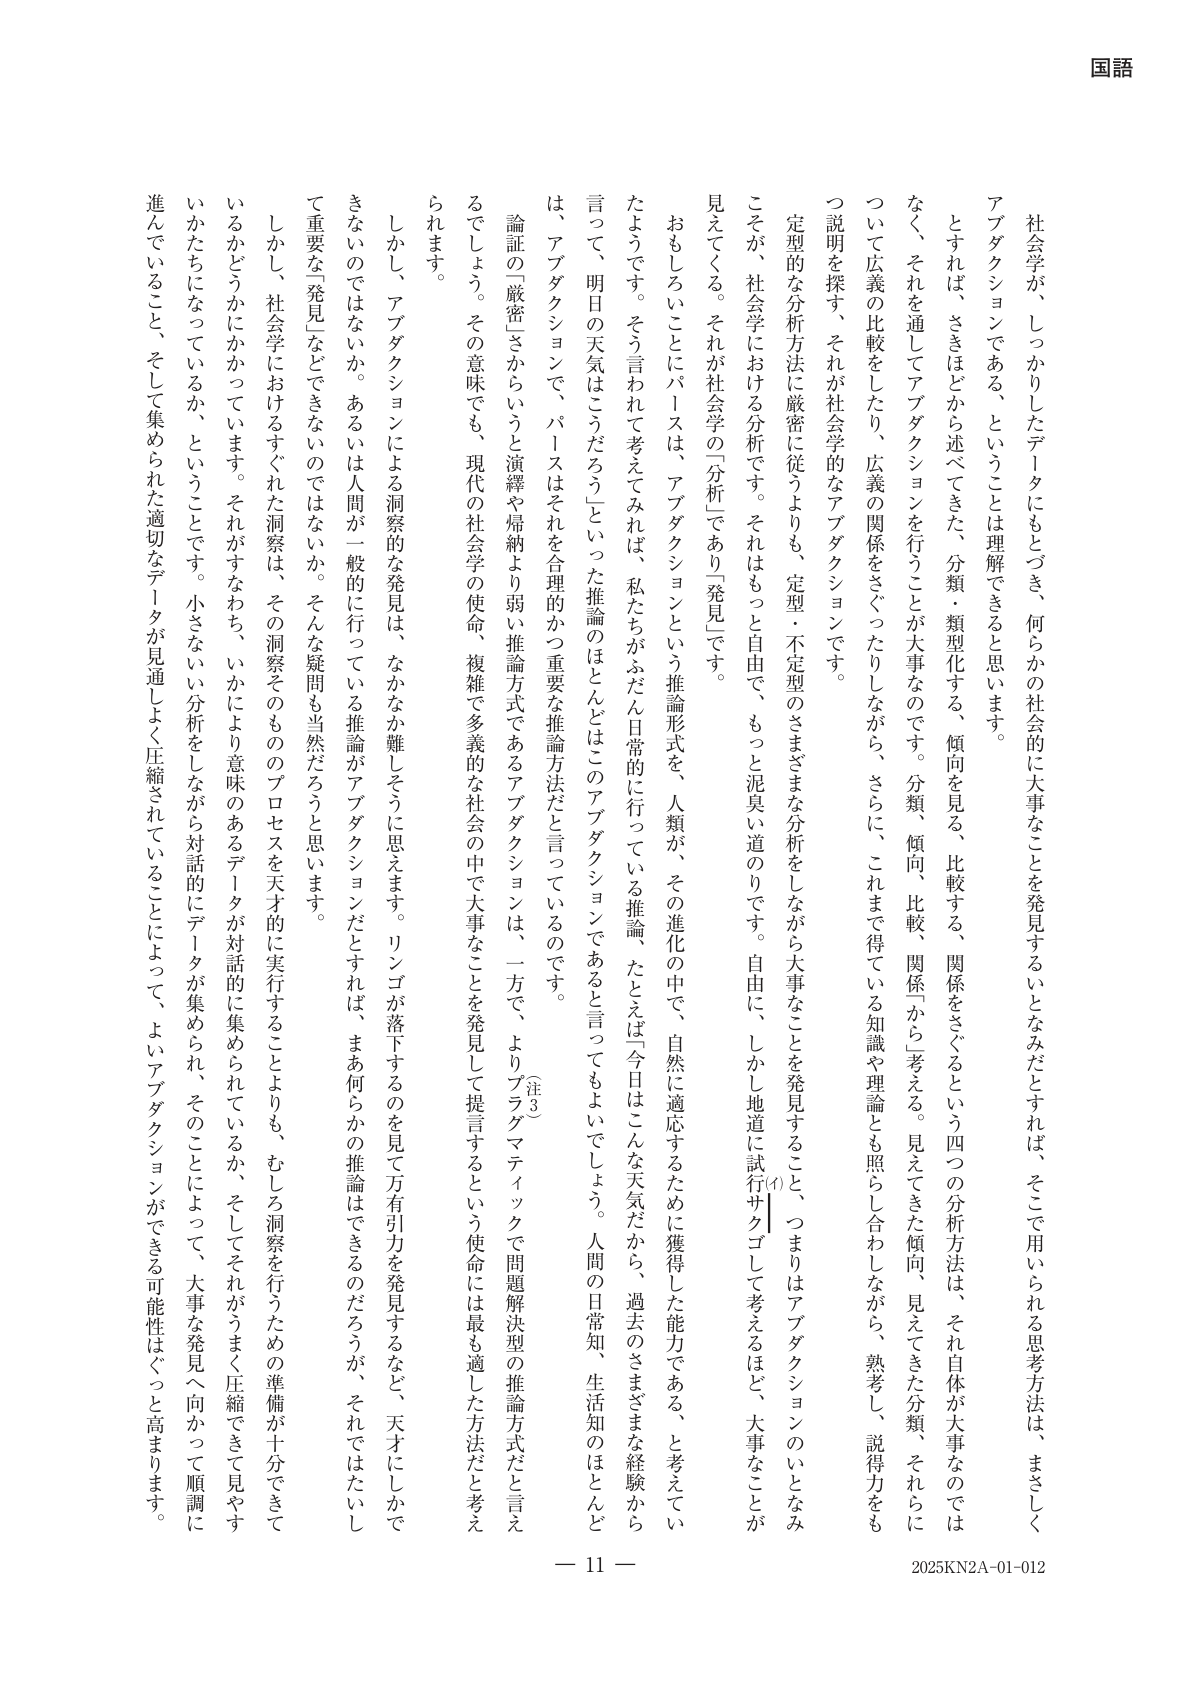 国語
社会学が、しっかりしたデータにもとづき、何らかの社会的に大事なことを発見するいとなみだとすれば、そこで用いられる思考方法は、まさしく
アブダクションである、ということは理解できると思います。
とすれば、さきほどから述べてきた、分類・類型化する、傾向を見る、比較する、関係をさぐるという四つの分析方法は、それ自体が大事なのでは
なく、それを通してアブダクションを行うことが大事なのです。分類、傾向、比較、関係「から」考える。見えてきた傾向、見えてきた分類、それらに
ついて広義の比較をしたり、広義の関係をさぐったりしながら、さらに、これまで得ている知識や理論とも照らし合わしながら、熟考し、説得力をも
つ説明を探す、それが社会学的なアブダクションです。
定型的な分析方法に厳密に従うよりも、定型・不定型のさまざまな分析をしながら大事なことを発見すること、つまりはアブダクションのいとなみ
こそが、社会学における分析です。それはもっと自由で、もっと泥臭い道のりです。自由に、しかし地道に試行(イ)サクゴして考えるほど、大事なことが
見えてくる。それが社会学の「分析」であり「発見」です。
おもしろいことにパースは、アブダクションという推論形式を、人類が、その進化の中で、自然に適応するために獲得した能力である、と考えてい
たようです。そう言われて考えてみれば、私たちがふだん日常的に行っている推論、たとえば「今日はこんな天気だから、過去のさまざまな経験から
言って、明日の天気はこうだろう」といった推論のほとんどはこのアブダクションであると言ってもよいでしょう。人間の日常知、生活知のほとんど
は、アブダクションで、パースはそれを合理的かつ重要な推論方法だと言っているのです。
論証の「厳密」さからいうと演繹や帰納より弱い推論方式であるアブダクションは、一方で、より(注3)プラグマティックで問題解決型の推論方式だと言え
るでしょう。その意味でも、現代の社会学の使命、複雑で多義的な社会の中で大事なことを発見して提言するという使命には最も適した方法だと考え
られます。
しかし、アブダクションによる洞察的な発見は、なかなか難しそうに思えます。リンゴが落下するのを見て万有引力を発見するなど、天才にしかで
きないのではないか。あるいは人間が一般的に行っている推論がアブダクションだとすれば、まあ何らかの推論はできるのだろうが、それではたいし
て重要な「発見」などできないのではないか。そんな疑問も当然だろうと思います。
しかし、社会学におけるすぐれた洞察は、その洞察そのもののプロセスを天才的に実行することよりも、むしろ洞察を行うための準備が十分できて
いるかどうかにかかっています。それがすなわち、いかにより意味のあるデータが対話的に集められているか、そしてそれがうまく圧縮できて見やす
いかたちになっているか、ということです。小さないい分析をしながら対話的にデータが集められ、そのことによって、大事な発見へ向かって順調に
進んでいること、そして集められた適切なデータが見通しよく圧縮されていることによって、よいアブダクションができる可能性はぐっと高まります。
— 11 —
2025KN2A-01-012